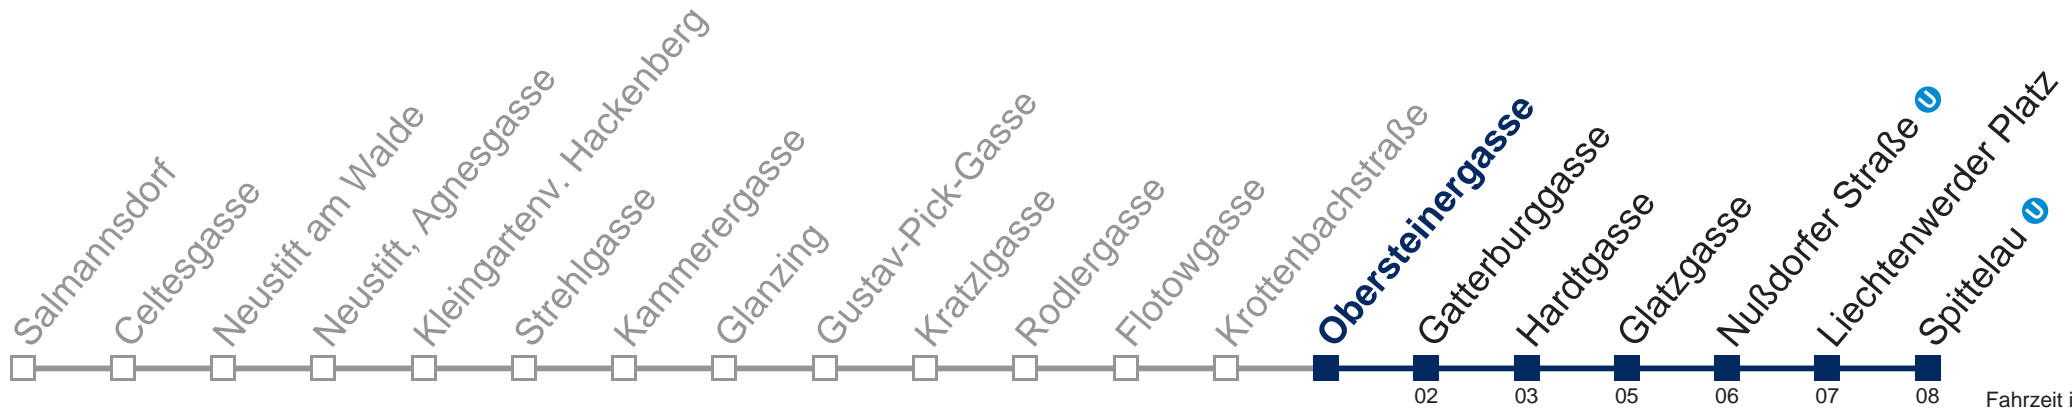 Salmannsdorf
Celtesgasse
Neustift am Walde
Neustift, Agnesgasse
Kleingartenv. Hackenberg
Strehlgasse
Kammerergasse
Glanzing
Gustav-Pick-Gasse
Kratzlgasse
Rodlergasse
Flotowgasse
Krottenbachstraße
Obersteinergasse
Gatterburggasse
Hardtgasse
Glatzgasse
Nußdorfer Straße U
Liechtenwerder Platz
Spittelau U
02 03 05 06 07 08
Fahrzeit i